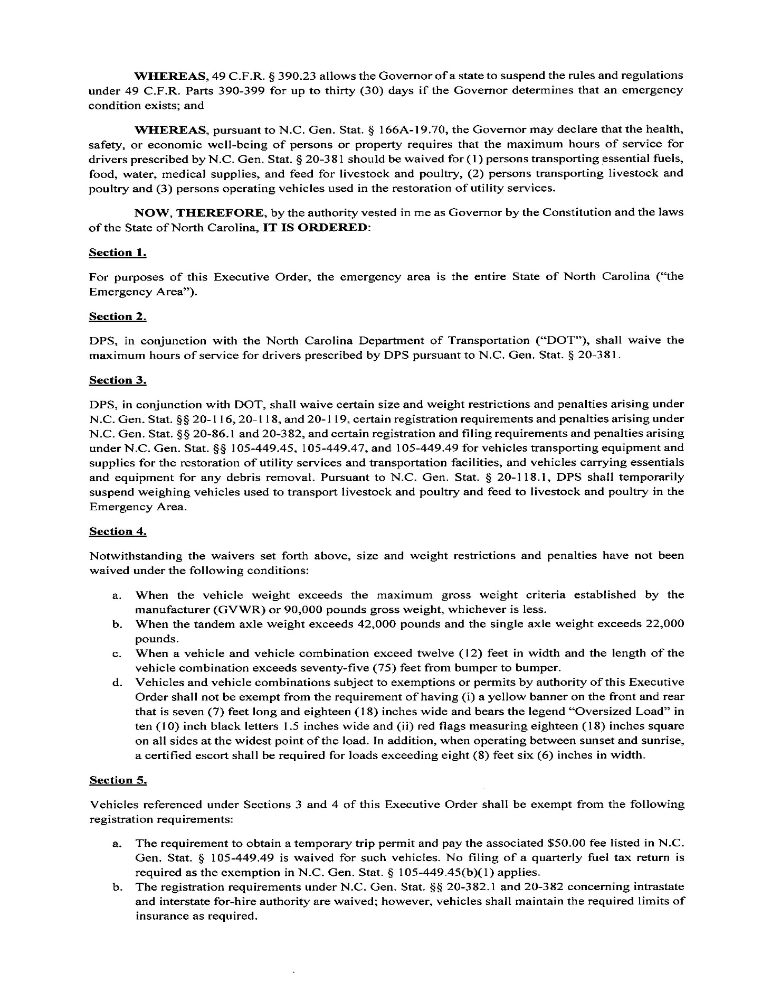 WHEREAS, 49 C.F.R. § 390.23 allows the Governor of a state to suspend the rules and regulations
under 49 C.F.R. Parts 390-399 for up to thirty (30) days if the Governor determines that an emergency
condition exists; and
WHEREAS, pursuant to N.C. Gen. Stat. § 166A-19.70, the Governor may declare that the health,
safety, or economic well-being of persons or property requires that the maximum hours of service for
drivers prescribed by N.C. Gen. Stat. § 20-381 should be waived for (1) persons transporting essential fuels,
food, water, medical supplies, and feed for livestock and poultry, (2) persons transporting livestock and
poultry and (3) persons operating vehicles used in the restoration of utility services.
NOW, THEREFORE, by the authority vested in me as Governor by the Constitution and the laws
of the State of North Carolina, IT IS ORDERED:
Section 1.
For purposes of this Executive Order, the emergency area is the entire State of North Carolina (“the
Emergency Area”).
Section 2.
DPS, in conjunction with the North Carolina Department of Transportation (“DOT”), shall waive the
maximum hours of service for drivers prescribed by DPS pursuant to N.C. Gen. Stat. § 20-381.
Section 3.
DPS, in conjunction with DOT, shall waive certain size and weight restrictions and penalties arising under
N.C. Gen. Stat. §§ 20-116, 20-118, and 20-119, certain registration requirements and penalties arising under
N.C. Gen. Stat. §§ 20-86.1 and 20-382, and certain registration and filing requirements and penalties arising
under N.C. Gen. Stat. §§ 105-449.45, 105-449.47, and 105-449.49 for vehicles transporting equipment and
supplies for the restoration of utility services and transportation facilities, and vehicles carrying essentials
and equipment for any debris removal. Pursuant to N.C. Gen. Stat. § 20-118.1, DPS shall temporarily
suspend weighing vehicles used to transport livestock and poultry and feed to livestock and poultry in the
Emergency Area.
Section 4.
Notwithstanding the waivers set forth above, size and weight restrictions and penalties have not been
waived under the following conditions:
a. When the vehicle weight exceeds the maximum gross weight criteria established by the
manufacturer (GVWR) or 90,000 pounds gross weight, whichever is less.
b. When the tandem axle weight exceeds 42,000 pounds and the single axle weight exceeds 22,000
pounds.
c. When a vehicle and vehicle combination exceed twelve (12) feet in width and the length of the
vehicle combination exceeds seventy-five (75) feet from bumper to bumper.
d. Vehicles and vehicle combinations subject to exemptions or permits by authority of this Executive
Order shall not be exempt from the requirement of having (i) a yellow banner on the front and rear
that is seven (7) feet long and eighteen (18) inches wide and bears the legend “Oversized Load” in
ten (10) inch black letters 1.5 inches wide and (ii) red flags measuring eighteen (18) inches square
on all sides at the widest point of the load. In addition, when operating between sunset and sunrise,
a certified escort shall be required for loads exceeding eight (8) feet six (6) inches in width.
Section 5.
Vehicles referenced under Sections 3 and 4 of this Executive Order shall be exempt from the following
registration requirements:
a. The requirement to obtain a temporary trip permit and pay the associated $50.00 fee listed in N.C.
Gen. Stat. § 105-449.49 is waived for such vehicles. No filing of a quarterly fuel tax return is
required as the exemption in N.C. Gen. Stat. § 105-449.45(b)(1) applies.
b. The registration requirements under N.C. Gen. Stat. §§ 20-382.1 and 20-382 concerning intrastate
and interstate for-hire authority are waived; however, vehicles shall maintain the required limits of
insurance as required.